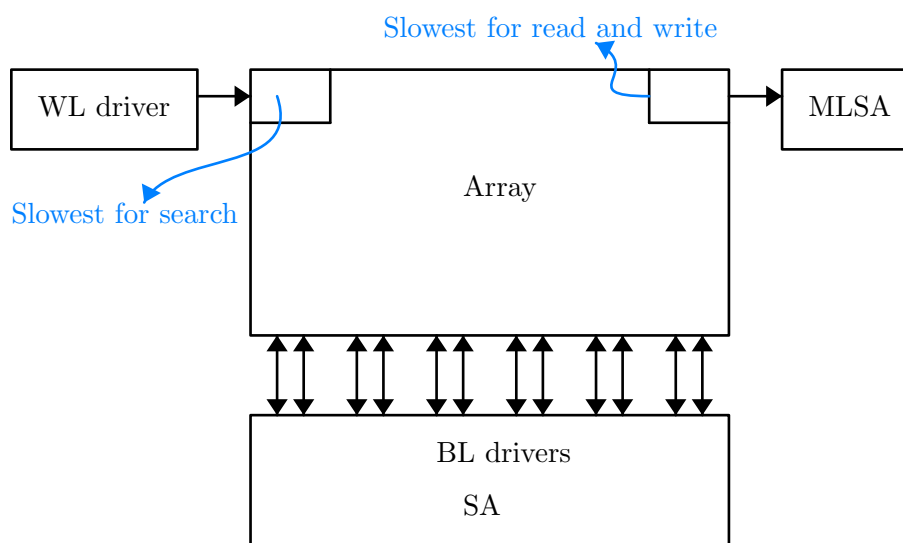 Slowest for read and write
WL driver
MLSA
Array
Slowest for search
BL drivers
SA